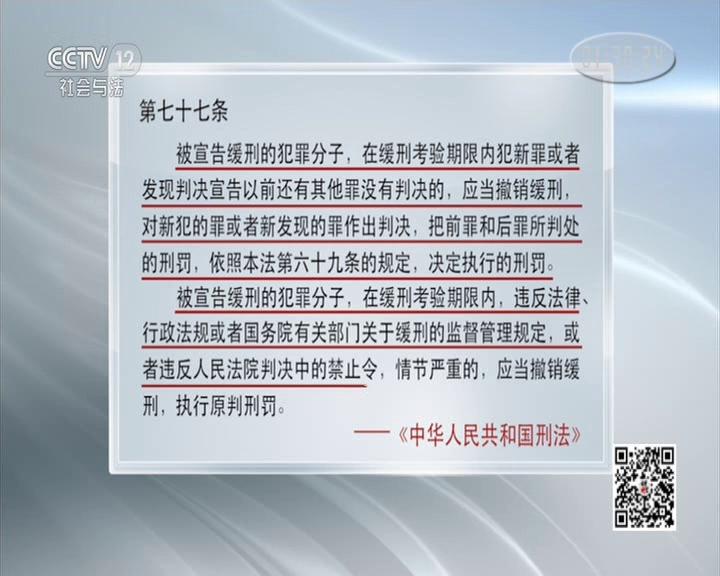 CCTV 12
社会与法
第七十七条
被宣告缓刑的犯罪分子，在缓刑考验期限内犯新罪或者
发现判决宣告以前还有其他罪没有判决的，应当撤销缓刑，
对新犯的罪或者新发现的罪作出判决，把前罪和后罪所判处
的刑罚，依照本法第六十九条的规定，决定执行的刑罚。
被宣告缓刑的犯罪分子，在缓刑考验期限内，违反法律、
行政法规或者国务院有关部门关于缓刑的监督管理规定，或
者违反人民法院判决中的禁止令，情节严重的，应当撤销缓
刑，执行原判刑罚。
——《中华人民共和国刑法》